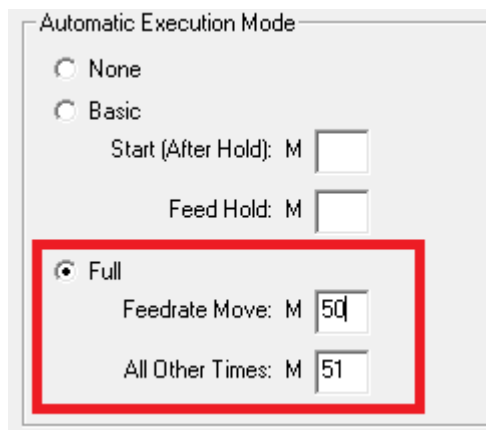 Automatic Execution Mode
None
Basic
Start (After Hold): M
Feed Hold: M
Full
Feedrate Move: M 50
All Other Times: M 51